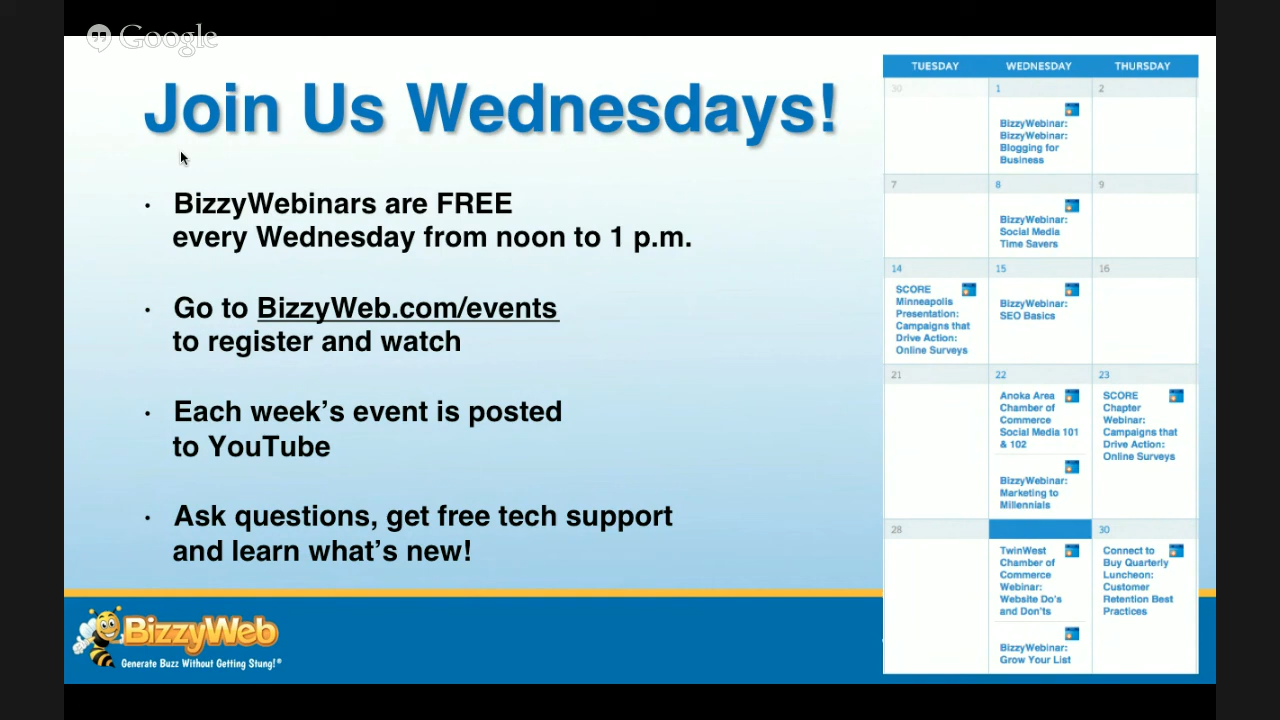 Google
Join Us Wednesdays!
• BizzyWebinars are FREE
every Wednesday from noon to 1 p.m.
• Go to BizzyWeb.com/events
to register and watch
• Each week’s event is posted
to YouTube
• Ask questions, get free tech support
and learn what’s new!
BizzyWeb
Generate Buzz Without Getting Stung!®
TUESDAY WEDNESDAY THURSDAY
30 1 2
BizzyWebinar:
BizzyWebinar:
Blogging for
Business
7 8 9
BizzyWebinar:
Social Media
Time Savers
14 15 16
SCORE
Minneapolis
Presentation:
Campaigns that
Drive Action:
Online Surveys
BizzyWebinar:
SEO Basics
21 22 23
Anoka Area
Chamber of
Commerce
Social Media 101
& 102
BizzyWebinar:
Marketing to
Millennials
SCORE
Chapter
Webinar:
Campaigns that
Drive Action:
Online Surveys
28 30
TwinWest
Chamber of
Commerce
Webinar:
Website Do's
and Don'ts
BizzyWebinar:
Grow Your List
Connect to
Buy Quarterly
Luncheon:
Customer
Retention Best
Practices